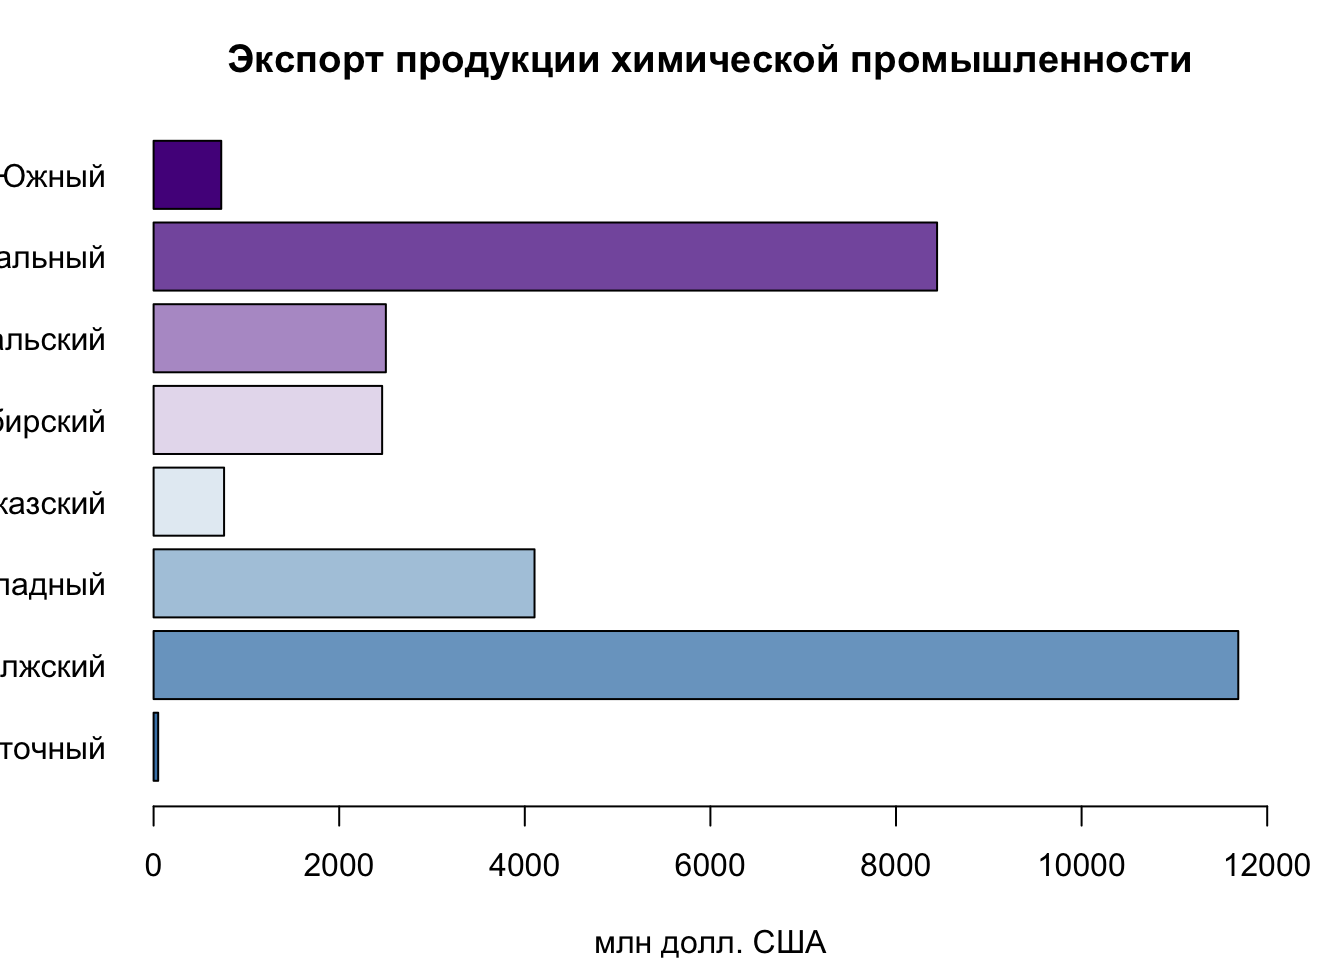 Экспорт продукции химической промышленности
Южный
альный
альский
бирский
казский
падный
лжский
точный
0 2000 4000 6000 8000 10000 12000
млн долл. США